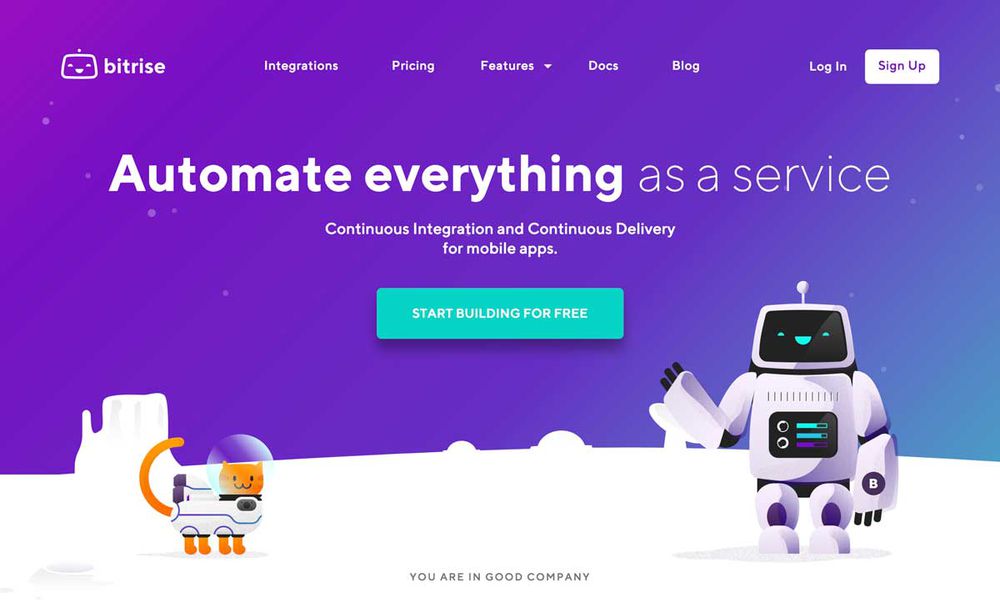 bitrise
Integrations
Pricing
Features
Docs
Blog
Log In
Sign Up
Automate everything as a service
Continuous Integration and Continuous Delivery
for mobile apps.
START BUILDING FOR FREE
B
YOU ARE IN GOOD COMPANY